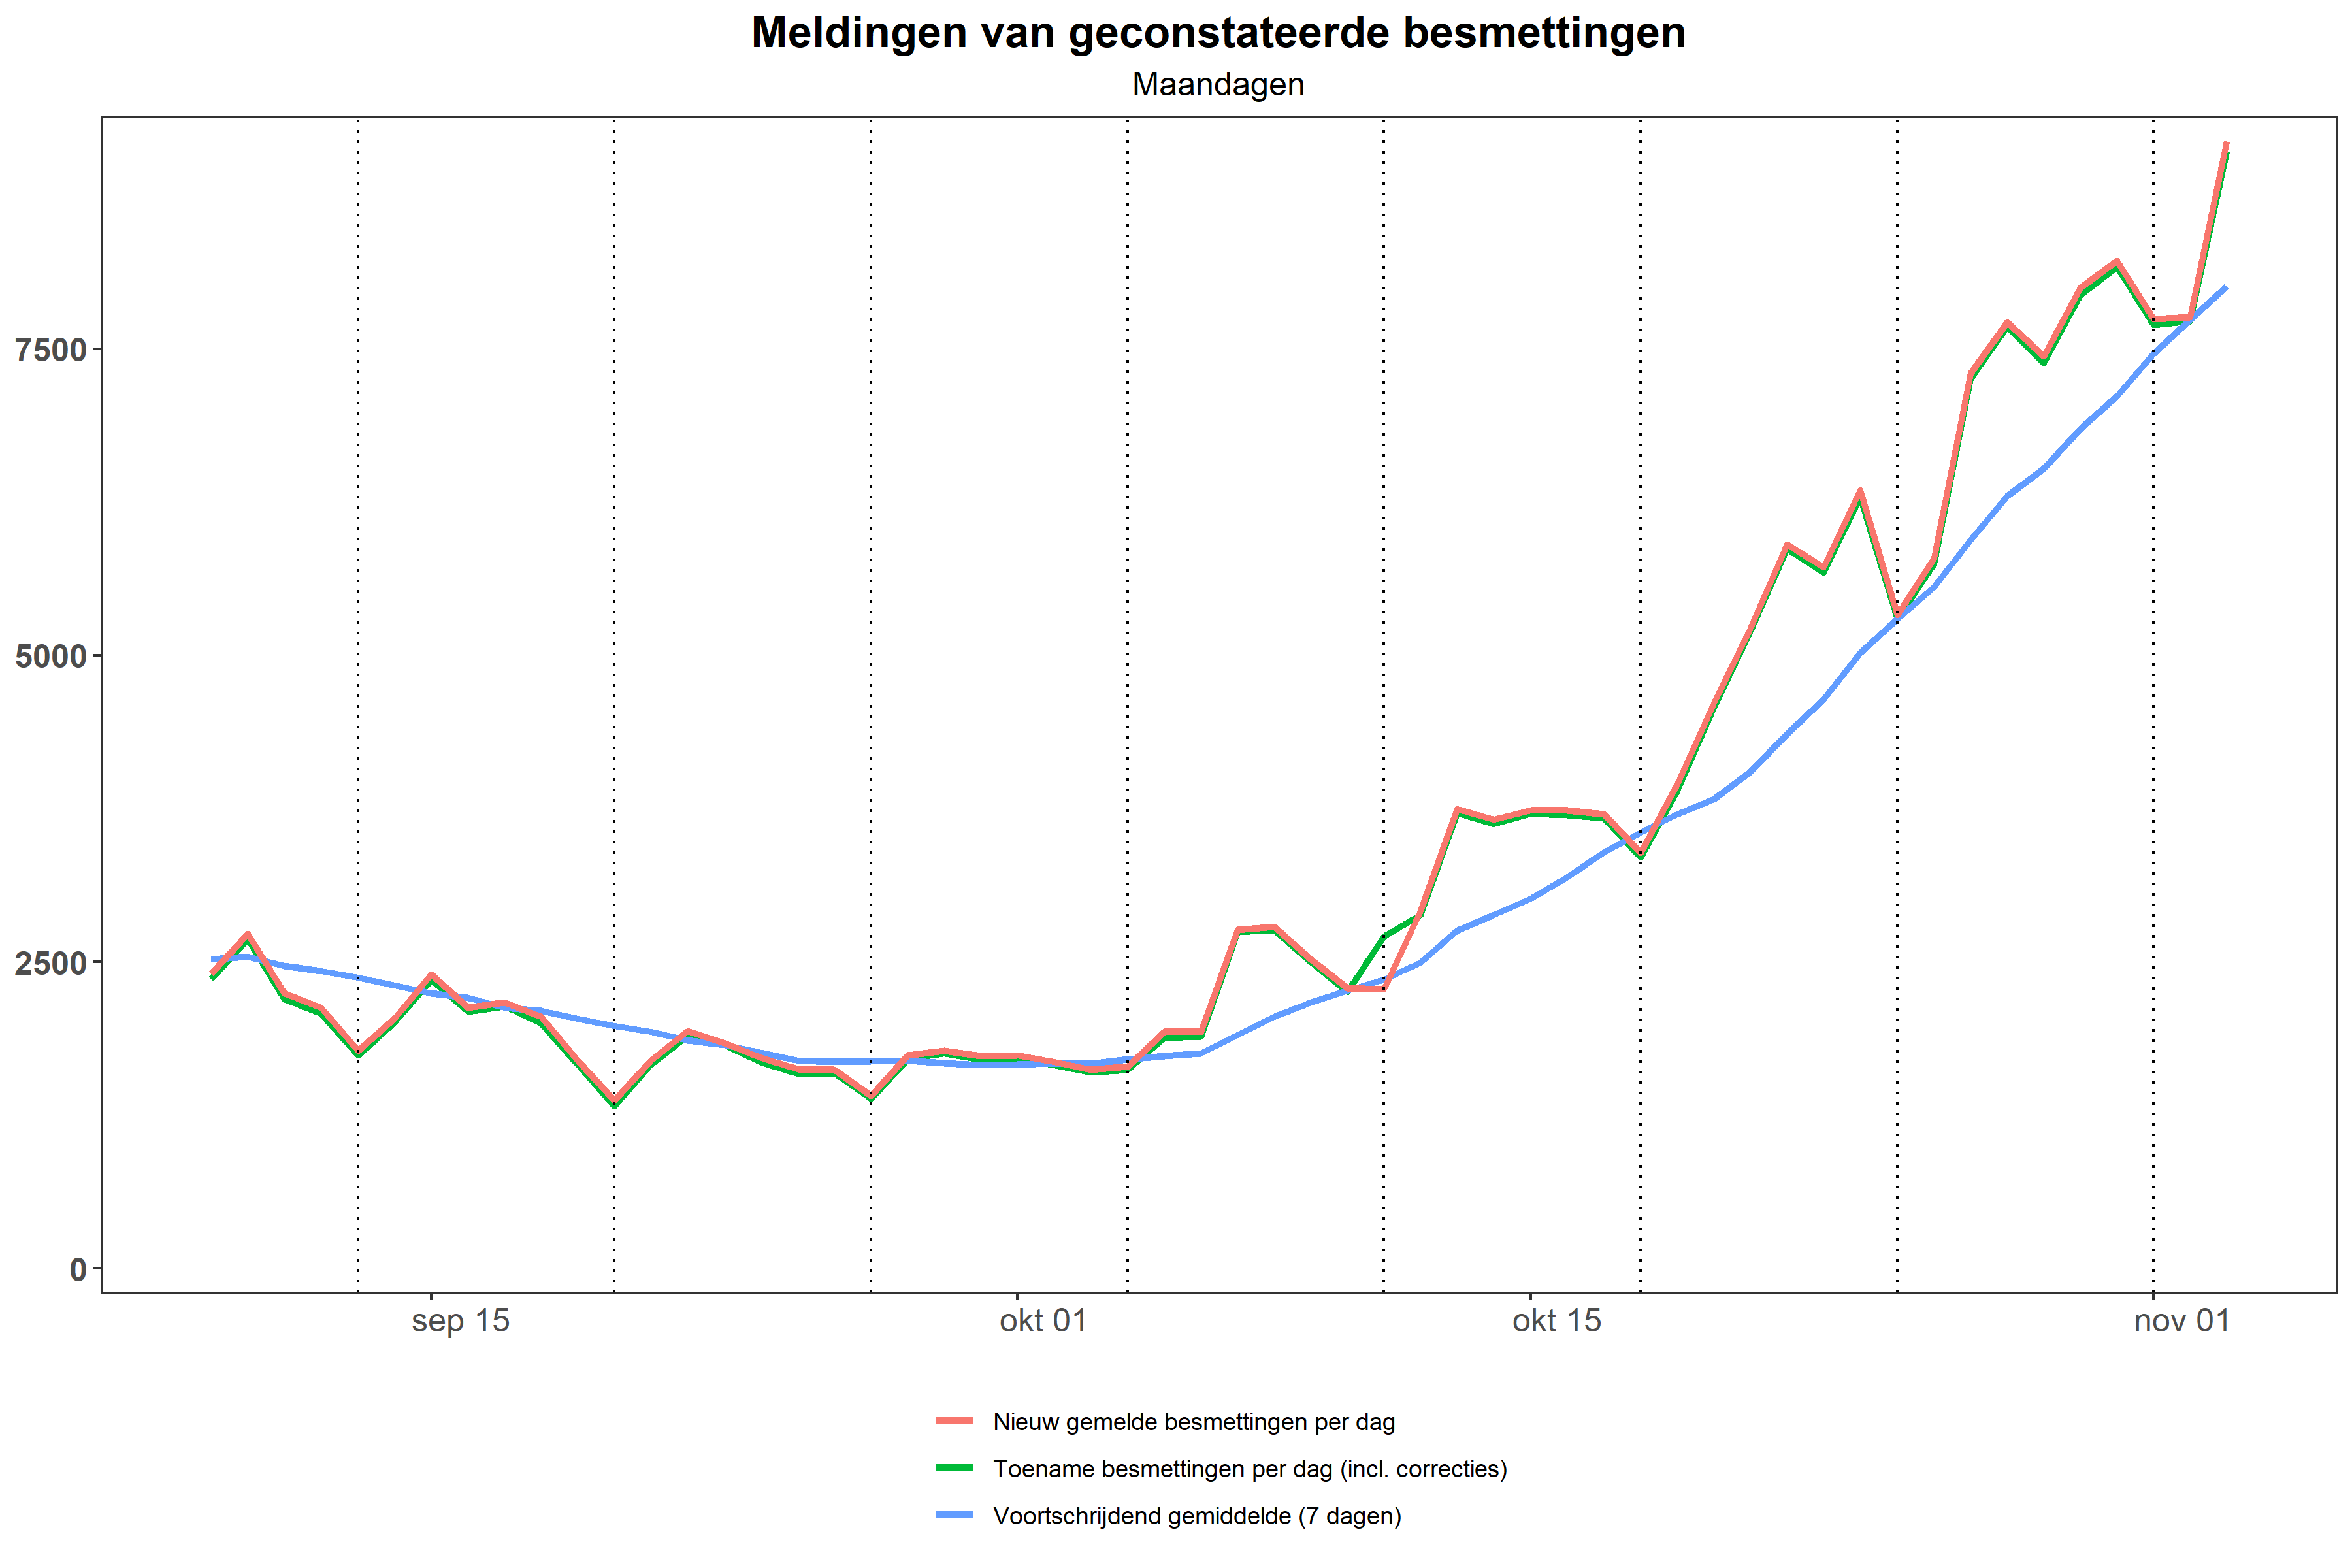 Meldingen van geconstateerde besmettingen
Maandagen
7500
5000
2500
0
sep 15
okt 01
okt 15
nov 01
Nieuw gemelde besmettingen per dag
Toename besmettingen per dag (incl. correcties)
Voortschrijdend gemiddelde (7 dagen)